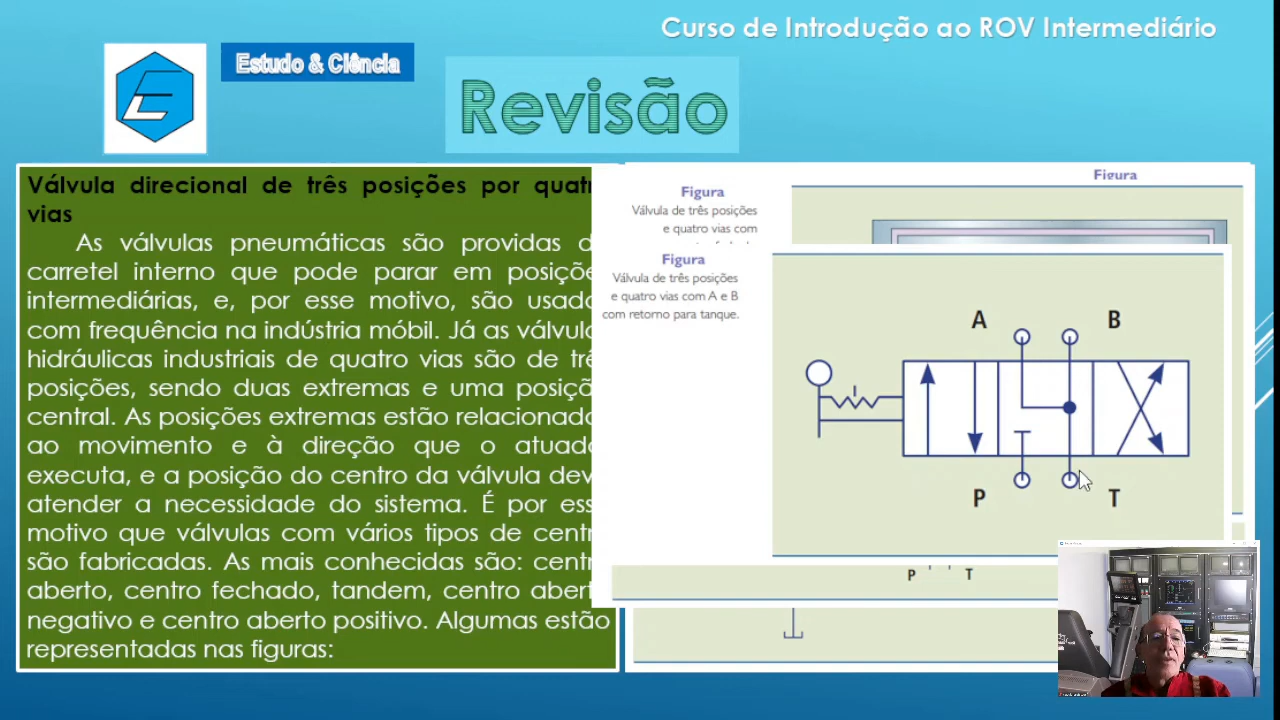 Curso de Introdução ao ROV Intermediário
Estudo & Ciência
Revisão
Válvula direcional de três posições por quatr
vias
As válvulas pneumáticas são providas d
carretel interno que pode parar em posiçõe
intermediárias, e, por esse motivo, são usada
com frequência na indústria móbil. Já as válvula
hidráulicas industriais de quatro vias são de trê
posições, sendo duas extremas e uma posiçã
central. As posições extremas estão relacionada
ao movimento e à direção que o atuado
executa, e a posição do centro da válvula deve
atender a necessidade do sistema. É por ess
motivo que válvulas com vários tipos de centr
são fabricadas. As mais conhecidas são: centr
aberto, centro fechado, tandem, centro abert
negativo e centro aberto positivo. Algumas estão
representadas nas figuras:
Figura
Figura
Válvula de três posições
e quatro vias com
Figura
Válvula de três posições
e quatro vias com A e B
com retorno para tanque.
A B
P T
P T